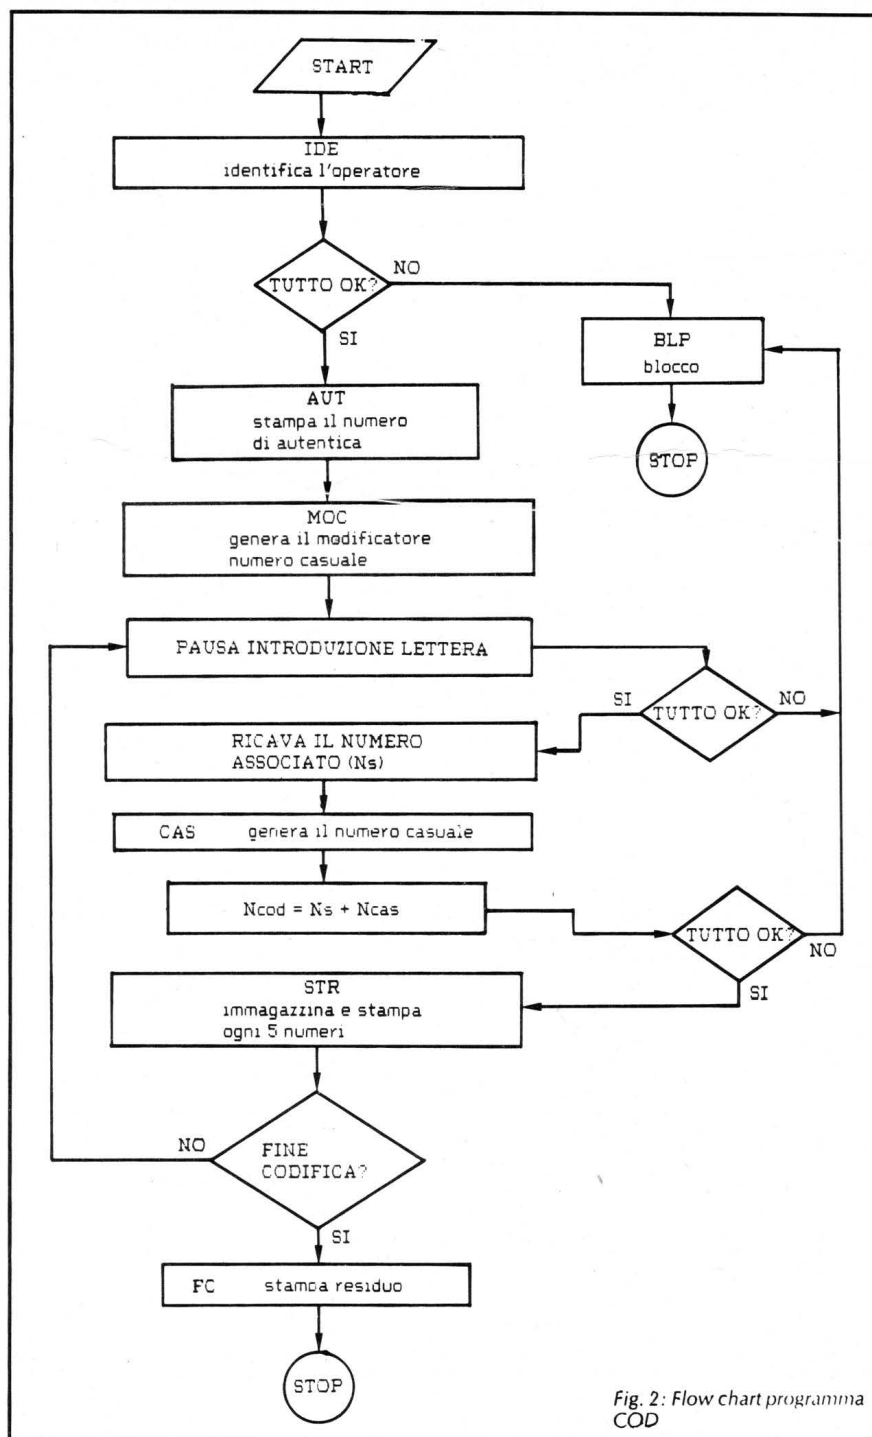 START
IDE
identifica l'operatore
TUTTO OK?
NO
SI
BLP
blocco
STOP
AUT
stampa il numero
di autentica
MOC
genera il modificatore
numero casuale
PAUSA INTRODUZIONE LETTERA
SI
TUTTO OK?
NO
RICAVA IL NUMERO
ASSOCIATO (Ns)
CAS genera il numero casuale
Ncod = Ns + Ncas
TUTTO OK?
NO
SI
STR
immagazzina e stampa
ogni 5 numeri
NO
FINE
CODIFICA?
SI
FC stampa residuo
STOP
Fig. 2: Flow chart programma
COD